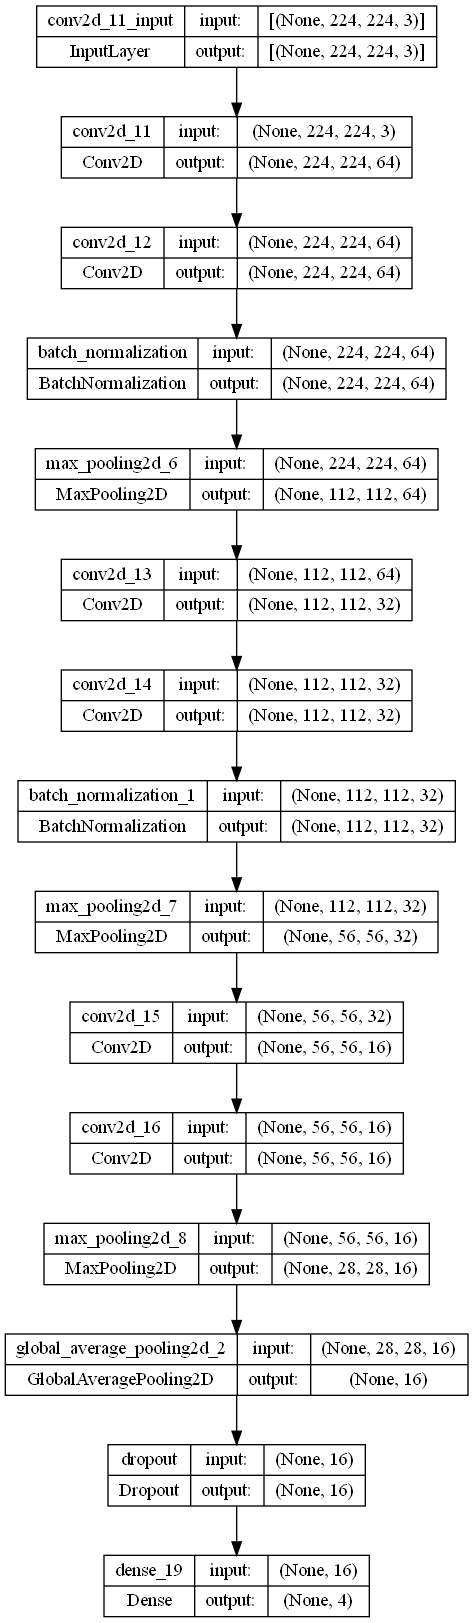 conv2d_11_input input: [(None, 224, 224, 3)]
InputLayer output: [(None, 224, 224, 3)]
conv2d_11 input: (None, 224, 224, 3)
Conv2D output: (None, 224, 224, 64)
conv2d_12 input: (None, 224, 224, 64)
Conv2D output: (None, 224, 224, 64)
batch_normalization input: (None, 224, 224, 64)
BatchNormalization output: (None, 224, 224, 64)
max_pooling2d_6 input: (None, 224, 224, 64)
MaxPooling2D output: (None, 112, 112, 64)
conv2d_13 input: (None, 112, 112, 64)
Conv2D output: (None, 112, 112, 32)
conv2d_14 input: (None, 112, 112, 32)
Conv2D output: (None, 112, 112, 32)
batch_normalization_1 input: (None, 112, 112, 32)
BatchNormalization output: (None, 112, 112, 32)
max_pooling2d_7 input: (None, 112, 112, 32)
MaxPooling2D output: (None, 56, 56, 32)
conv2d_15 input: (None, 56, 56, 32)
Conv2D output: (None, 56, 56, 16)
conv2d_16 input: (None, 56, 56, 16)
Conv2D output: (None, 56, 56, 16)
max_pooling2d_8 input: (None, 56, 56, 16)
MaxPooling2D output: (None, 28, 28, 16)
global_average_pooling2d_2 input: (None, 28, 28, 16)
GlobalAveragePooling2D output: (None, 16)
dropout input: (None, 16)
Dropout output: (None, 16)
dense_19 input: (None, 16)
Dense output: (None, 4)